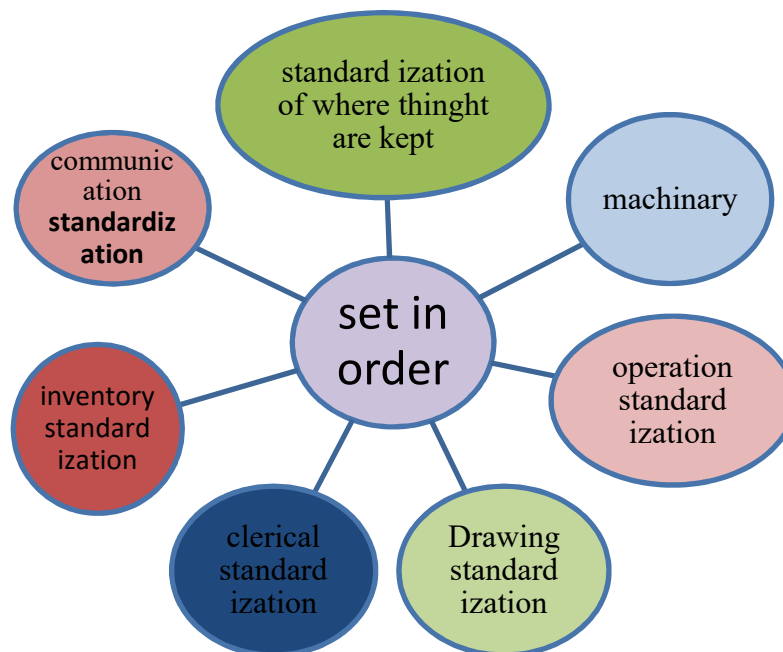 standard ization
of where thinght
are kept
machinary
operation
standard
ization
Drawing
standard
ization
clerical
standard
ization
inventory
standard
ization
communic
ation
standardiz
ation
set in
order